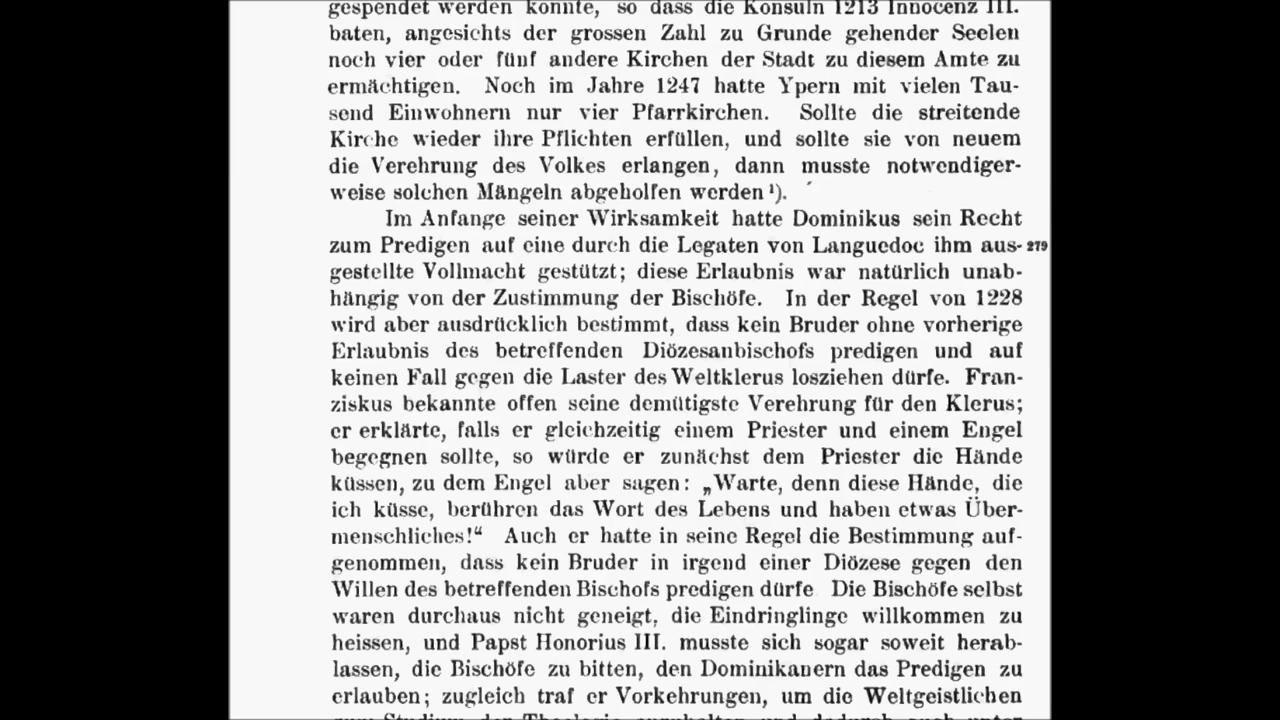 gespendet werden konnte, so dass die Konsuln 1213 Innocenz III.
baten, angesichts der grossen Zahl zu Grunde gehender Seelen
noch vier oder fünf andere Kirchen der Stadt zu diesem Amte zu
ermächtigen. Noch im Jahre 1247 hatte Ypern mit vielen Tau-
send Einwohnern nur vier Pfarrkirchen. Sollte die streitende
Kirche wieder ihre Pflichten erfüllen, und sollte sie von neuem
die Verehrung des Volkes erlangen, dann musste notwendiger-
weise solchen Mängeln abgeholfen werden¹).
Im Anfange seiner Wirksamkeit hatte Dominikus sein Recht
zum Predigen auf eine durch die Legaten von Languedoc ihm aus- 279
gestellte Vollmacht gestützt; diese Erlaubnis war natürlich unab-
hängig von der Zustimmung der Bischöfe. In der Regel von 1228
wird aber ausdrücklich bestimmt, dass kein Bruder ohne vorherige
Erlaubnis des betreffenden Diözesanbischofs predigen und auf
keinen Fall gegen die Laster des Weltklerus losziehen dürfe. Fran-
ziskus bekannte offen seine demütigste Verehrung für den Klerus;
er erklärte, falls er gleichzeitig einem Priester und einem Engel
begegnen sollte, so würde er zunächst dem Priester die Hände
küssen, zu dem Engel aber sagen: „Warte, denn diese Hände, die
ich küsse, berühren das Wort des Lebens und haben etwas Über-
menschliches!“ Auch er hatte in seine Regel die Bestimmung auf-
genommen, dass kein Bruder in irgend einer Diözese gegen den
Willen des betreffenden Bischofs predigen dürfe Die Bischöfe selbst
waren durchaus nicht geneigt, die Eindringlinge willkommen zu
heissen, und Papst Honorius III. musste sich sogar soweit herab-
lassen, die Bischöfe zu bitten, den Dominikanern das Predigen zu
erlauben; zugleich traf er Vorkehrungen, um die Weltgeistlichen
zum Studium der Theologie anzuhalten und dadurch auch unter